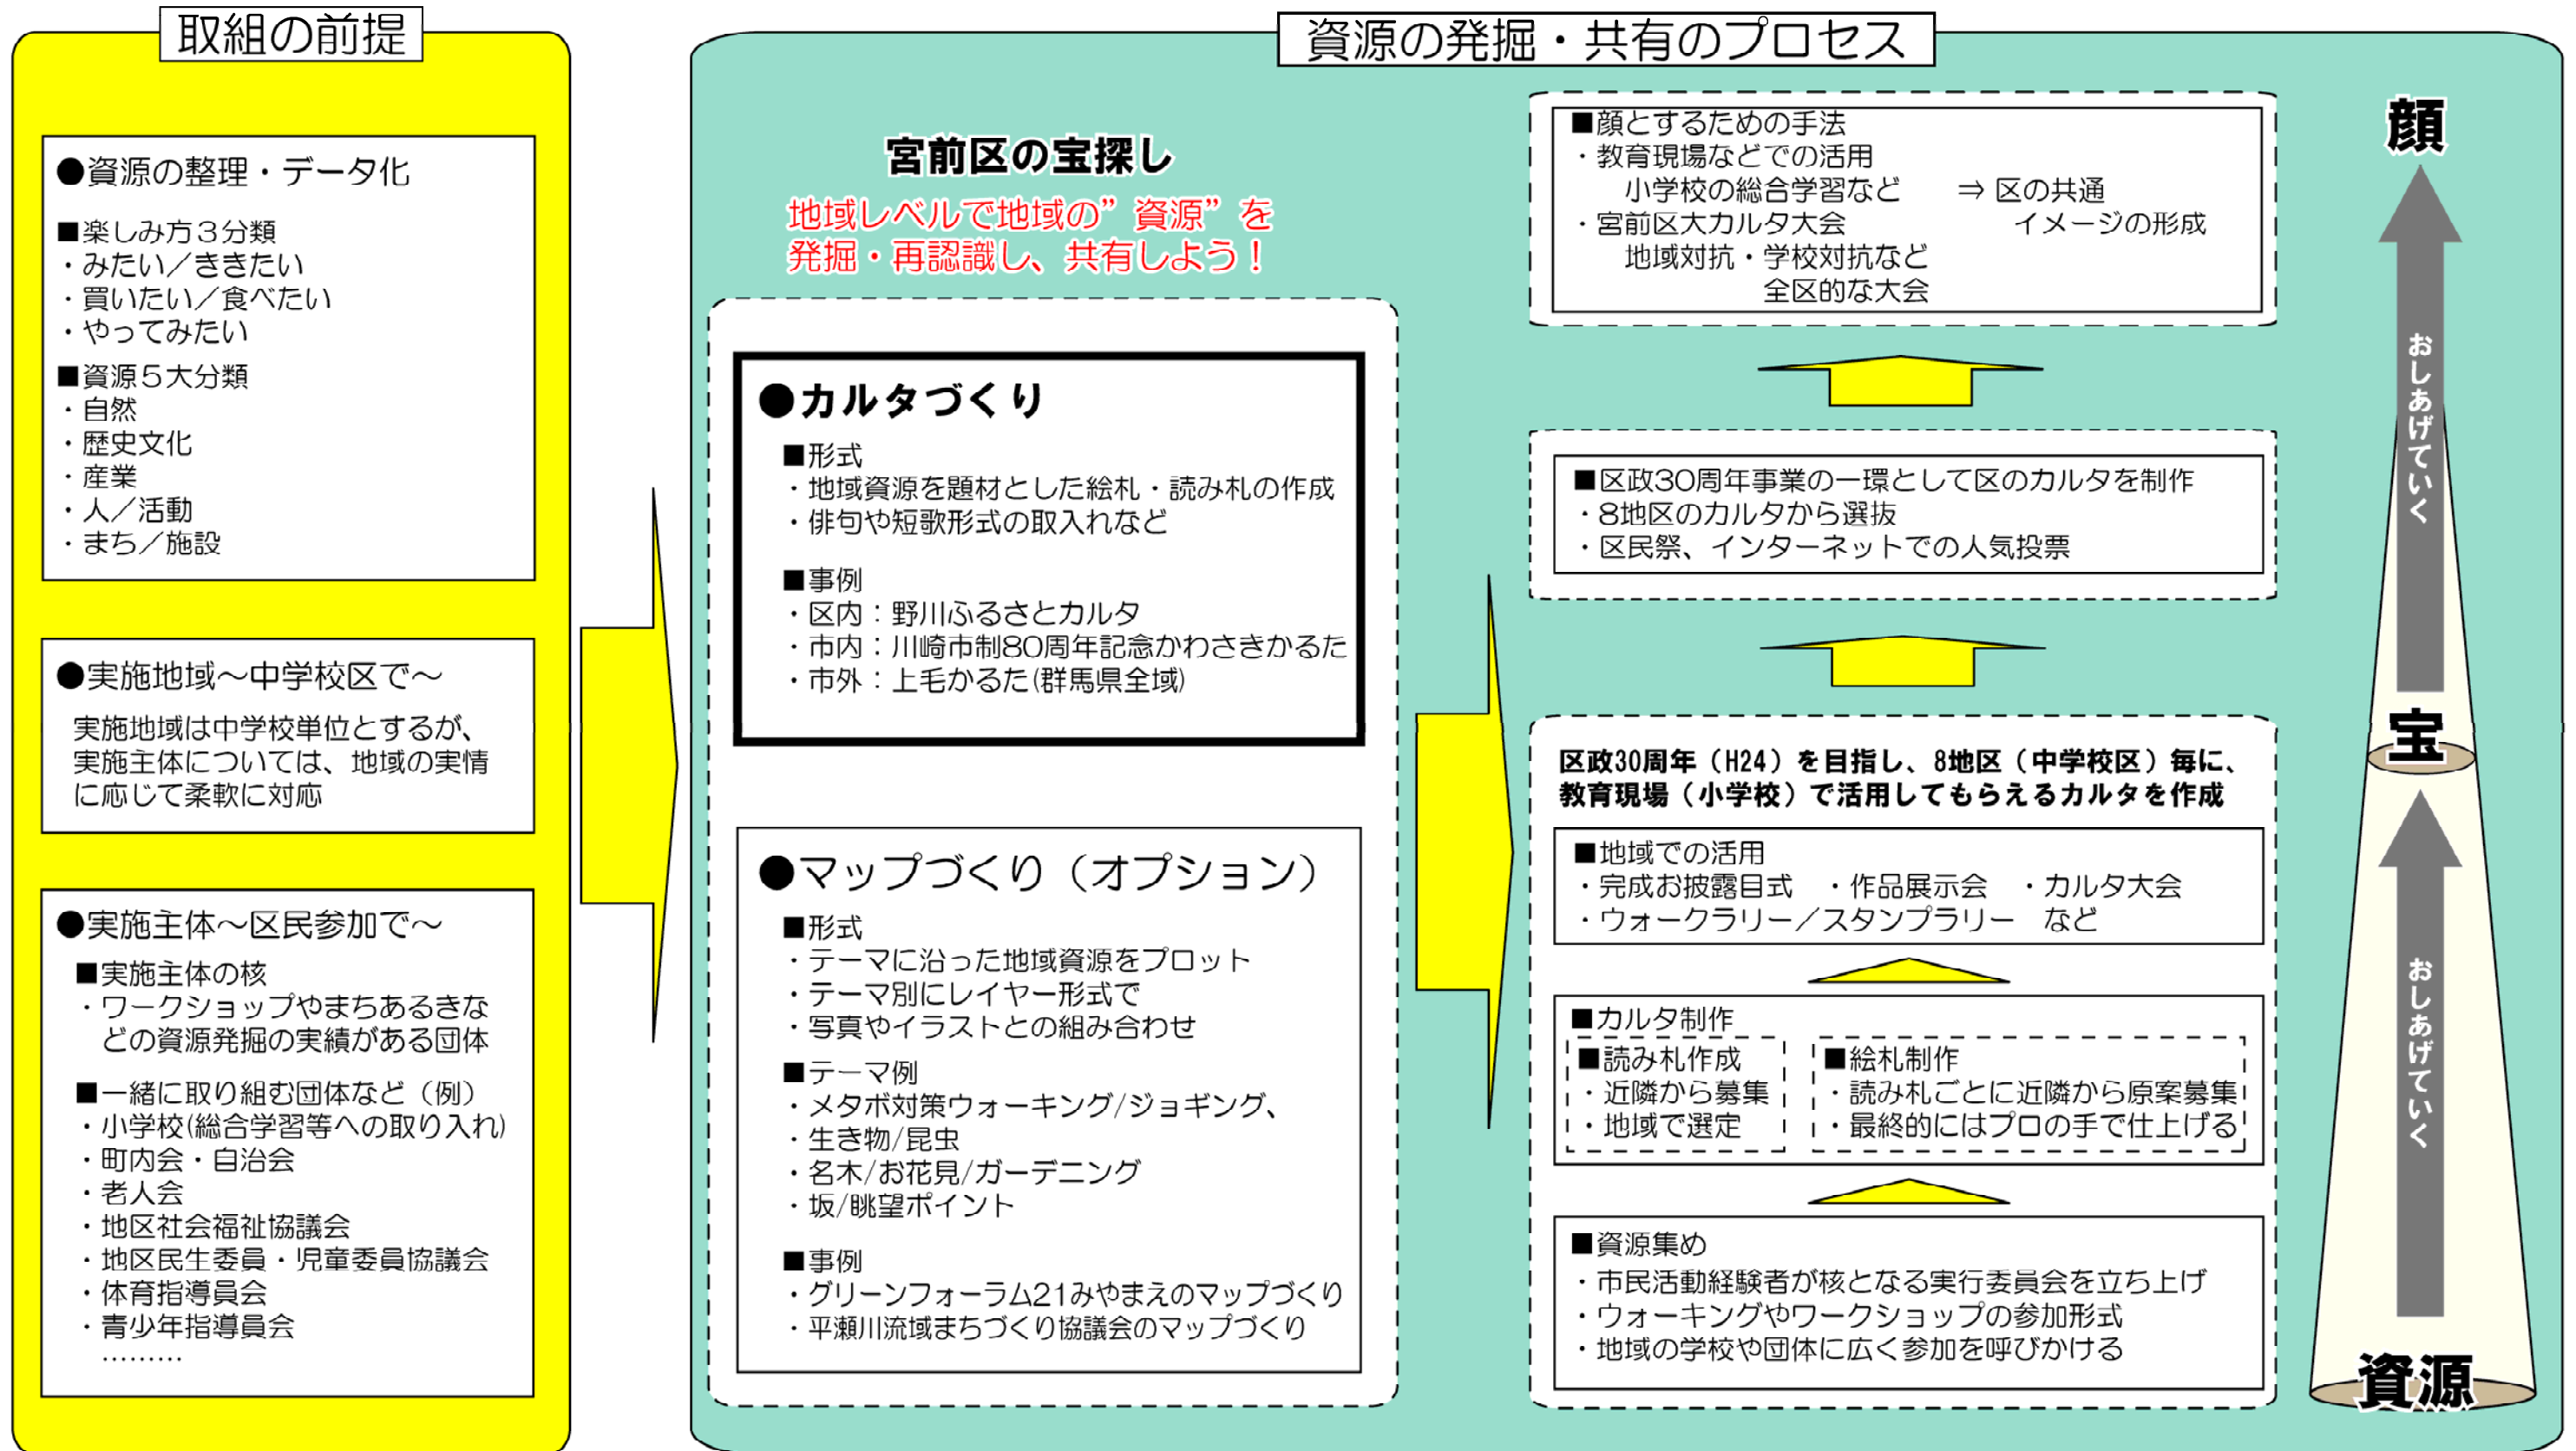 取組の前提
●資源の整理・データ化
■楽しみ方３分類
・みたい／ききたい
・買いたい／食べたい
・やってみたい
■資源５大分類
・自然
・歴史文化
・産業
・人／活動
・まち／施設
●実施地域～中学校区で～
実施地域は中学校単位とするが、
実施主体については、地域の実情
に応じて柔軟に対応
●実施主体～区民参加で～
■実施主体の核
・ワークショップやまちあるきな
どの資源発掘の実績がある団体
■一緒に取り組む団体など（例）
・小学校(総合学習等への取り入れ)
・町内会・自治会
・老人会
・地区社会福祉協議会
・地区民生委員・児童委員協議会
・体育指導員会
・青少年指導員会
………
資源の発掘・共有のプロセス
宮前区の宝探し
地域レベルで地域の”資源”を
発掘・再認識し、共有しよう！
●カルタづくり
■形式
・地域資源を題材とした絵札・読み札の作成
・俳句や短歌形式の取入れなど
■事例
・区内：野川ふるさとカルタ
・市内：川崎市制80周年記念かわさきかるた
・市外：上毛かるた(群馬県全域)
●マップづくり（オプション）
■形式
・テーマに沿った地域資源をプロット
・テーマ別にレイヤー形式で
・写真やイラストとの組み合わせ
■テーマ例
・メタボ対策ウォーキング/ジョギング、
・生き物/昆虫
・名木/お花見/ガーデニング
・坂/眺望ポイント
■事例
・グリーンフォーラム21みやまえのマップづくり
・平瀬川流域まちづくり協議会のマップづくり
■顔とするための手法
・教育現場などでの活用
小学校の総合学習など ⇒ 区の共通
・宮前区大カルタ大会 イメージの形成
地域対抗・学校対抗など
全区的な大会
■区政30周年事業の一環として区のカルタを制作
・8地区のカルタから選抜
・区民祭、インターネットでの人気投票
区政30周年（H24）を目指し、8地区（中学校区）毎に、
教育現場（小学校）で活用してもらえるカルタを作成
■地域での活用
・完成お披露目式 ・作品展示会 ・カルタ大会
・ウォークラリー／スタンプラリー など
■カルタ制作
■読み札作成
・近隣から募集
・地域で選定
■絵札制作
・読み札ごとに近隣から原案募集
・最終的にはプロの手で仕上げる
■資源集め
・市民活動経験者が核となる実行委員会を立ち上げ
・ウォーキングやワークショップの参加形式
・地域の学校や団体に広く参加を呼びかける
顔
おしあげていく
宝
おしあげていく
資源